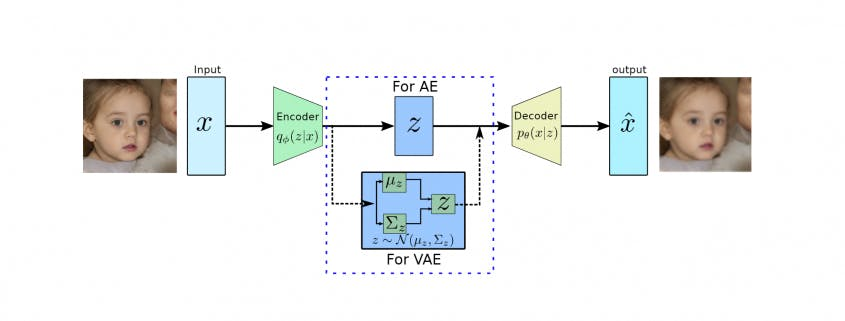 Input
x
Encoder
qϕ(z|x)
For AE
z
μz
Σz
z
z ∼ 𝒩(μz, Σz)
For VAE
Decoder
pθ(x|z)
output
x̂